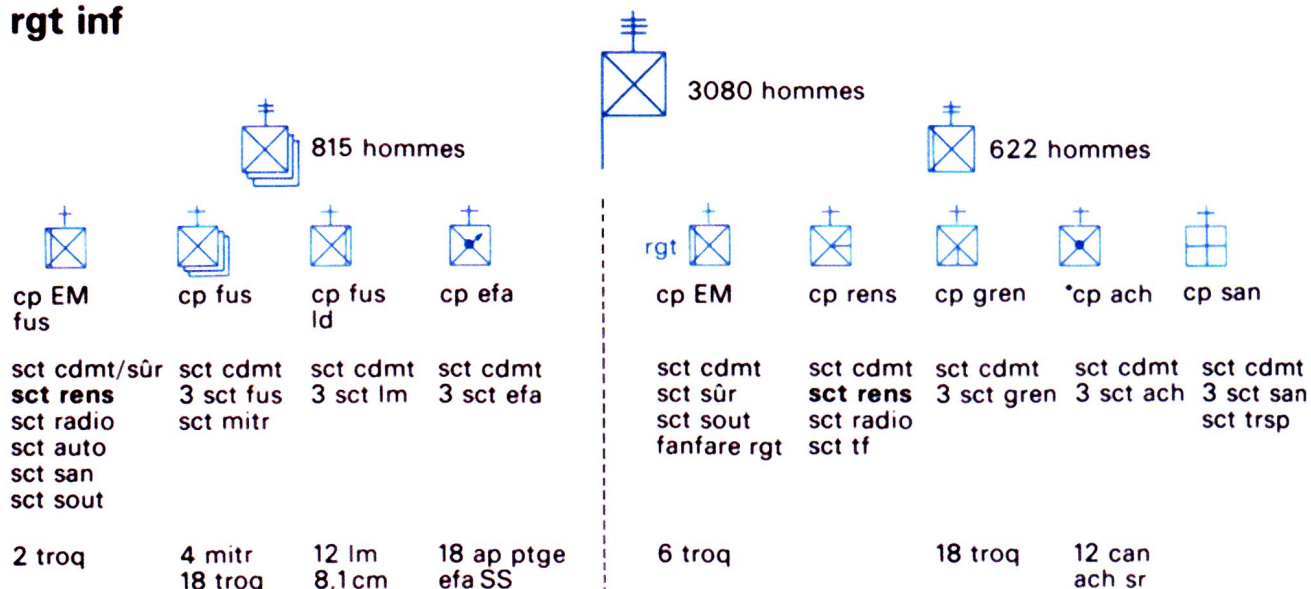 rgt inf
3080 hommes
815 hommes
622 hommes
cp EM
fus
cp fus
cp fus
ld
cp efa
rgt
cp EM
cp rens
cp gren
*cp ach
cp san
sct cdmt/sûr
sct rens
sct radio
sct auto
sct san
sct sout
sct cdmt
3 sct fus
sct mitr
sct cdmt
3 sct lm
sct cdmt
3 sct efa
sct cdmt
sct sûr
sct sout
fanfare rgt
sct cdmt
sct rens
sct radio
sct tf
sct cdmt
3 sct gren
sct cdmt
3 sct ach
sct cdmt
3 sct san
sct trsp
2 troq
4 mitr
18 troq
12 lm
8,1 cm
18 ap ptge
efa SS
6 troq
18 troq
12 can
ach sr